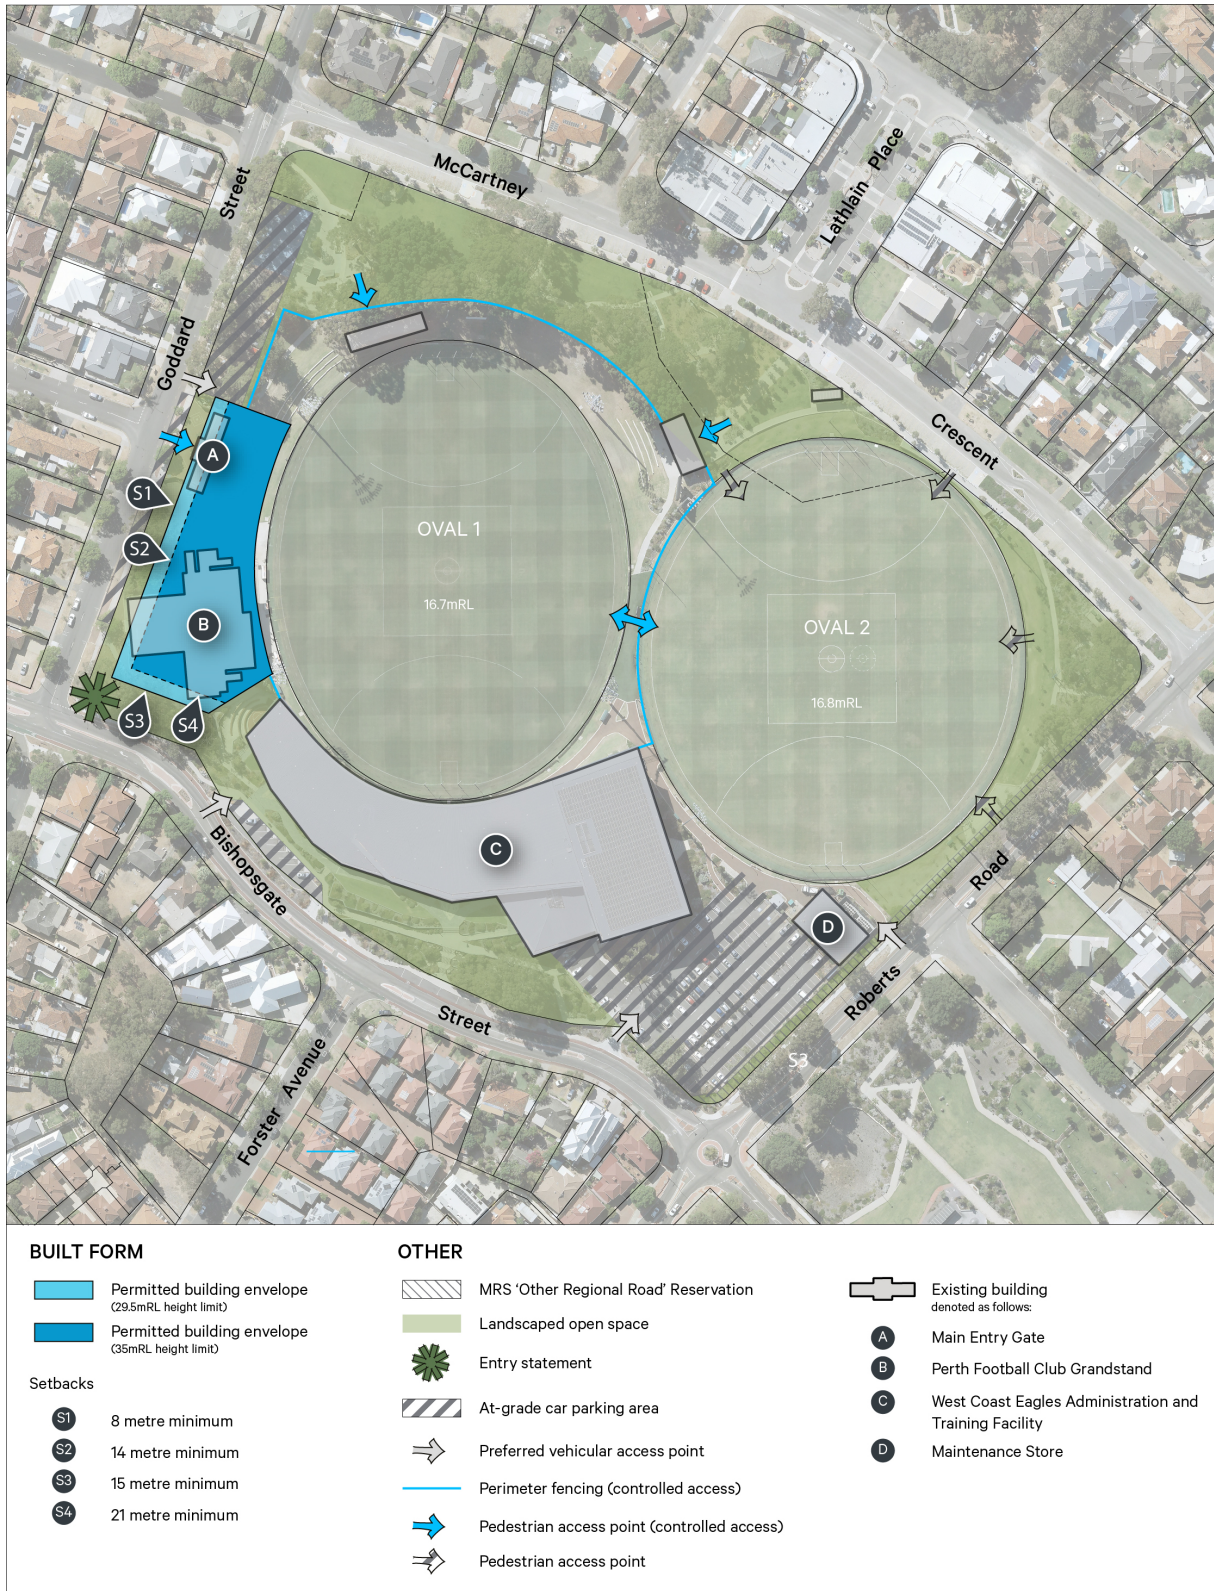 McCartney
Lathlain Place
Street
Goddard
Crescent
A
S1
S2
OVAL 1
16.7mRL
B
OVAL 2
16.8mRL
S3
S4
C
Bishopsgate
D
Road
Roberts
Street
S3
Forster Avenue
BUILT FORM
Permitted building envelope
(29.5mRL height limit)
Permitted building envelope
(35mRL height limit)
Setbacks
S1 8 metre minimum
S2 14 metre minimum
S3 15 metre minimum
S4 21 metre minimum
OTHER
MRS ‘Other Regional Road’ Reservation
Landscaped open space
Entry statement
At-grade car parking area
Preferred vehicular access point
Perimeter fencing (controlled access)
Pedestrian access point (controlled access)
Pedestrian access point
Existing building
denoted as follows:
A Main Entry Gate
B Perth Football Club Grandstand
C West Coast Eagles Administration and
Training Facility
D Maintenance Store